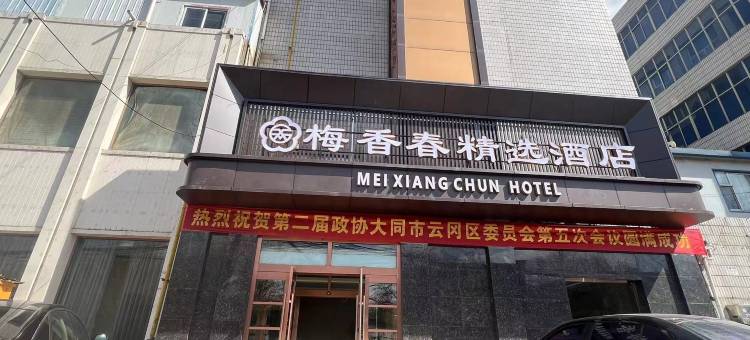 梅香春精选酒店
MEI XIANG CHUN HOTEL
热烈祝贺第二届政协大同市云冈区委员会第五次会议圆满成功